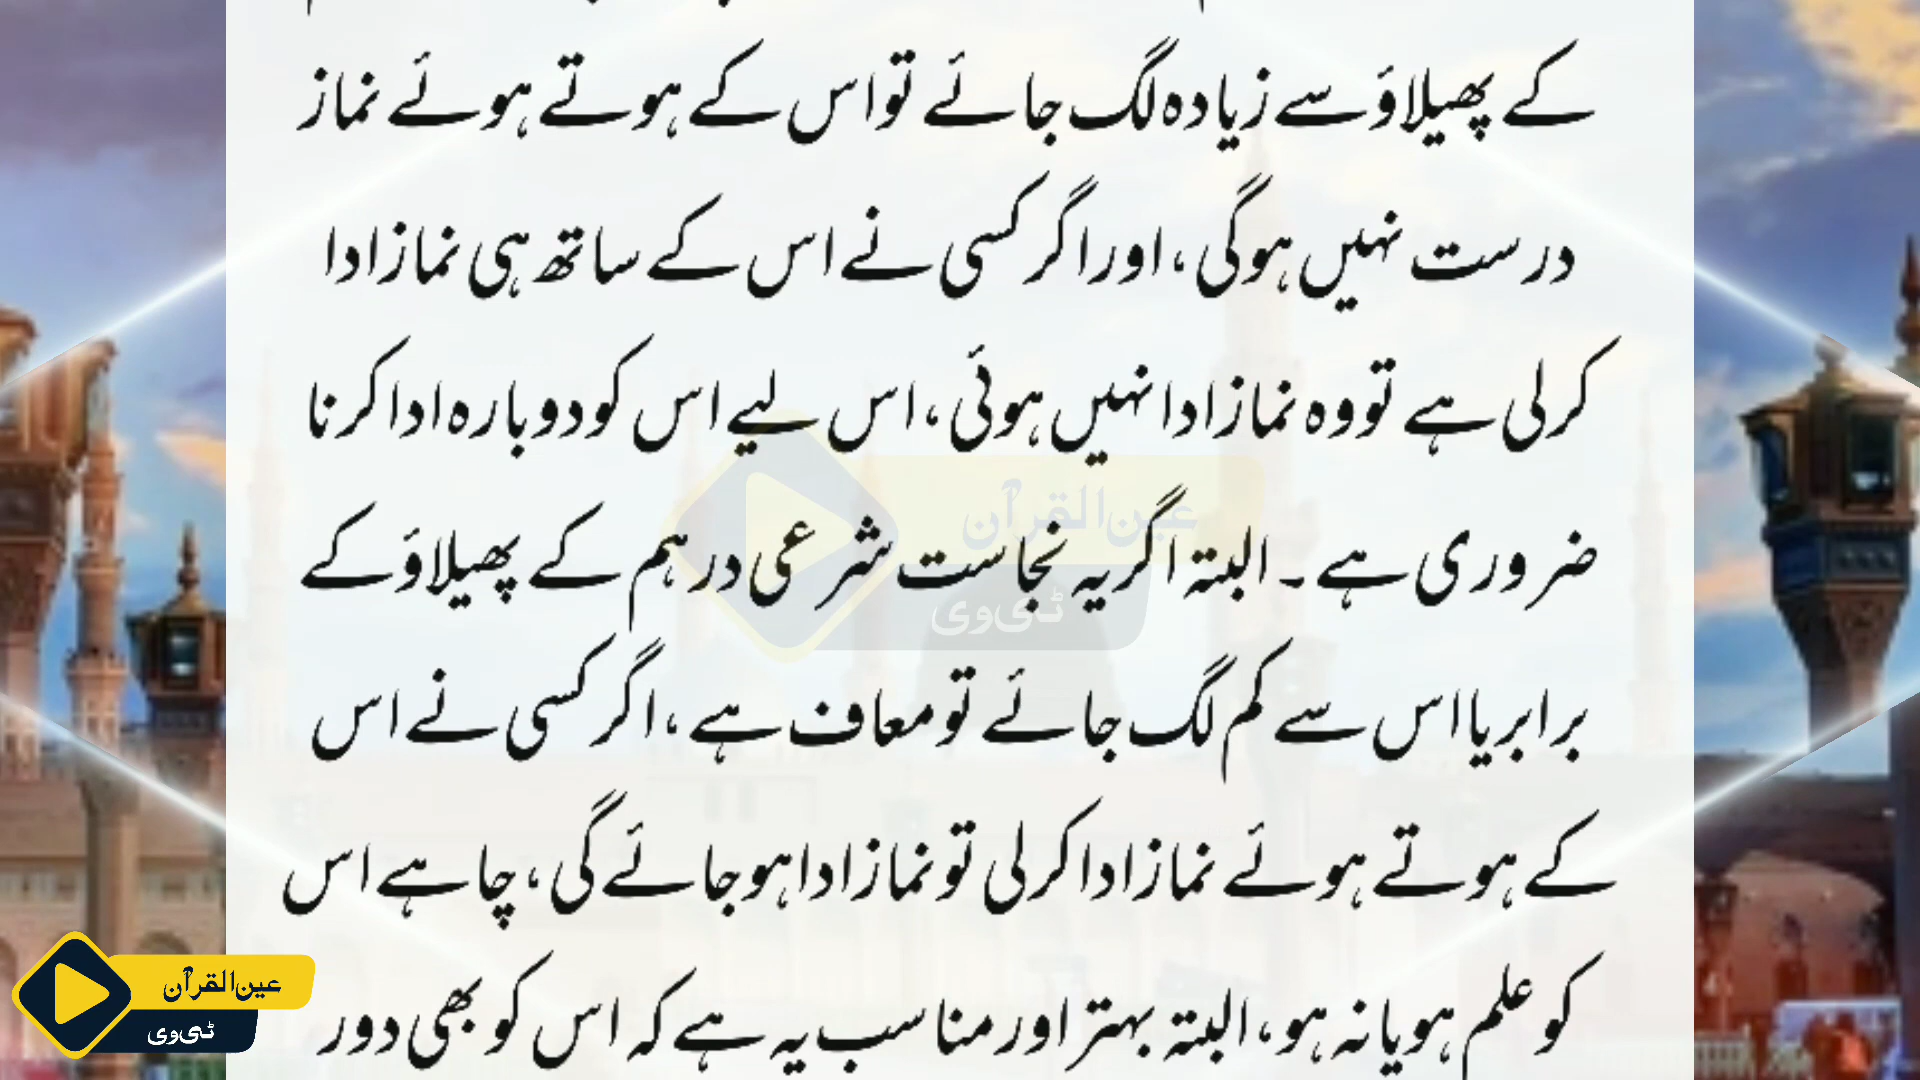 کے پھیلاؤ سے زیادہ لگ جائے تو اس کے ہوتے ہوئے نماز
درست نہیں ہوگی، اور اگر کسی نے اس کے ساتھ ہی نماز ادا
کرلی ہے تو وہ نماز ادا نہیں ہوئی، اس لیے اس کو دوبارہ ادا کرنا
ضروری ہے۔ البتہ اگر یہ نجاست شرعی درہم کے پھیلاؤ کے
برابر یا اس سے کم لگ جائے تو معاف ہے، اگر کسی نے اس
کے ہوتے ہوئے نماز ادا کرلی تو نماز ادا ہو جائے گی، چاہے اس
کو علم ہو یا نہ ہو، البتہ بہتر اور مناسب یہ ہے کہ اس کو بھی دور
عین القرآن
ٹی وی
عین القرآن
ٹی وی